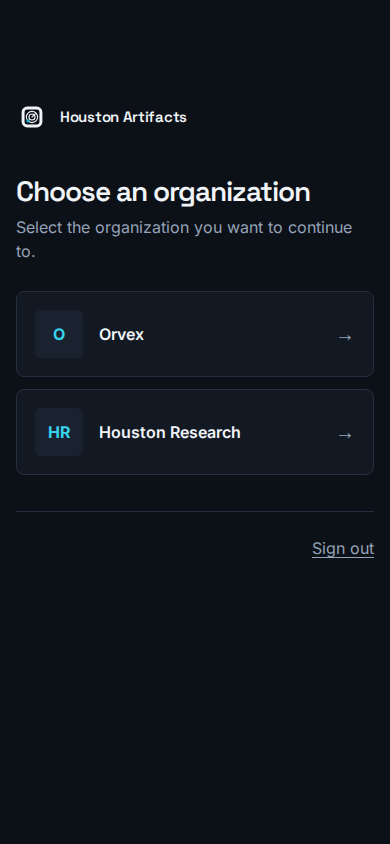 Houston Artifacts
Choose an organization
Select the organization you want to continue
to.
O Orvex →
HR Houston Research →
Sign out